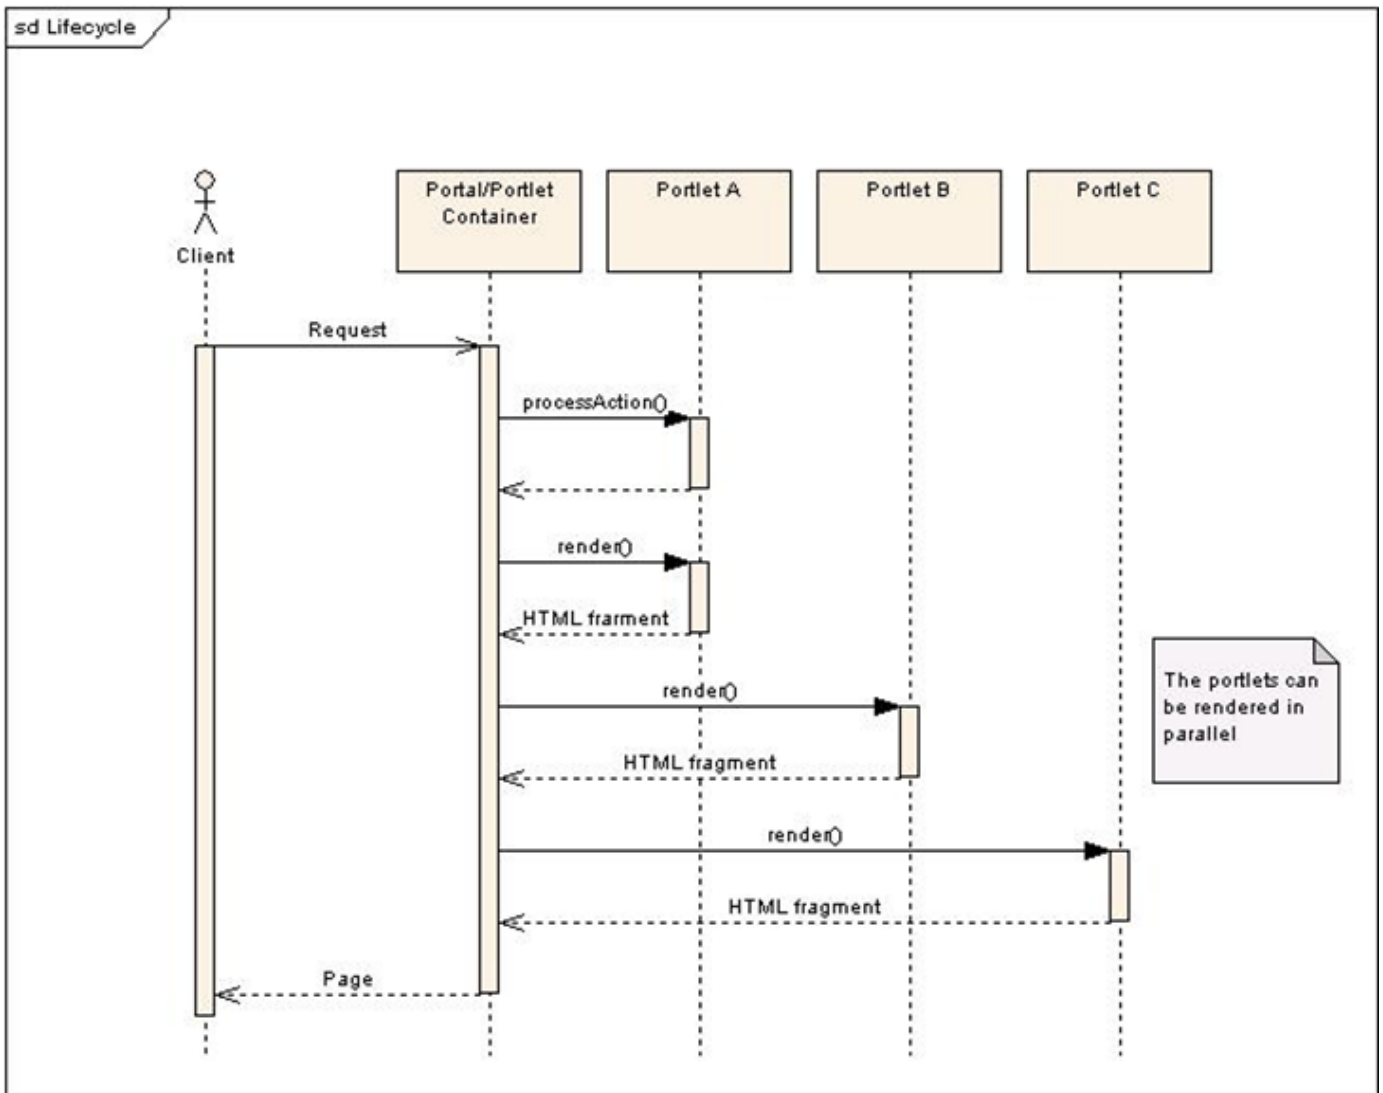 sd Lifecycle
Client
Portal/Portlet
Container
Portlet A
Portlet B
Portlet C
Request
processAction()
render()
HTML frarment
render()
The portlets can
be rendered in
parallel
HTML fragment
render()
HTML fragment
Page